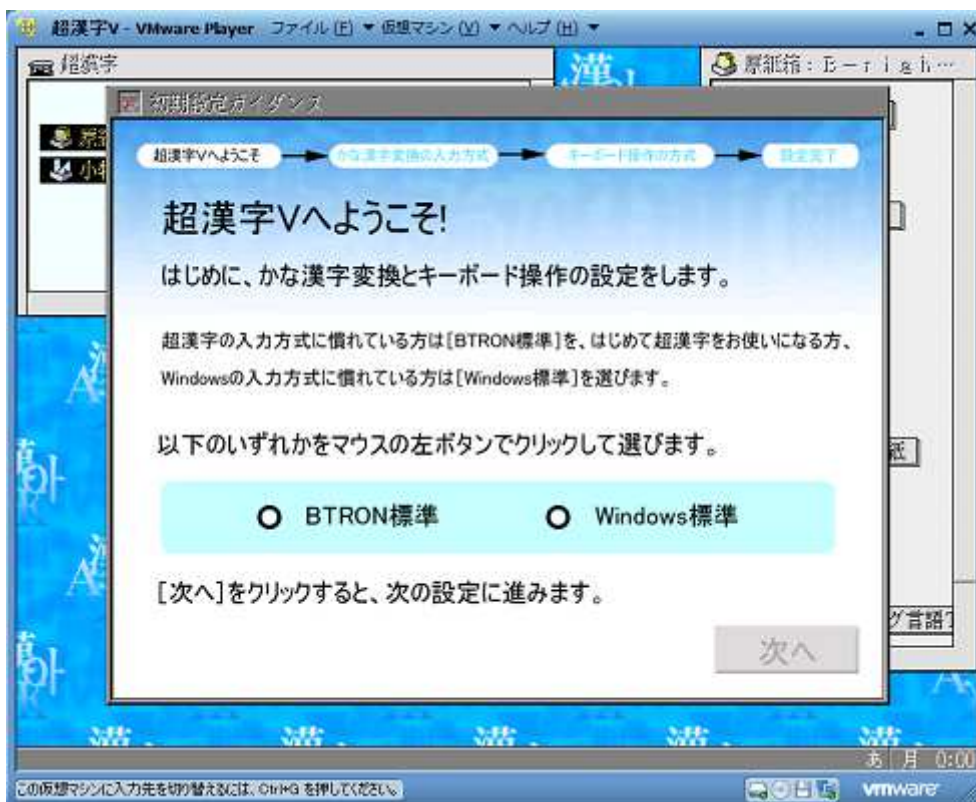 超漢字V - VMware Player ファイル(F) 仮想マシン(V) ヘルプ(H)
超漢字
原紙箱：B－righ…
初期設定ガイダンス
小
超漢字Vへようこそ かな漢字変換の入力方式 キーボード操作の方式 設定完了
超漢字Vへようこそ!
はじめに、かな漢字変換とキーボード操作の設定をします。
超漢字の入力方式に慣れている方は[BTRON標準]を、はじめて超漢字をお使いになる方、
Windowsの入力方式に慣れている方は[Windows標準]を選びます。
以下のいずれかをマウスの左ボタンでクリックして選びます。
紙
BTRON標準 Windows標準
[次へ]をクリックすると、次の設定に進みます。
グ言語
次へ
あ 月 0:00
この仮想マシンに入力先を切り替えるには、Ctrl+G を押してください。
vmware